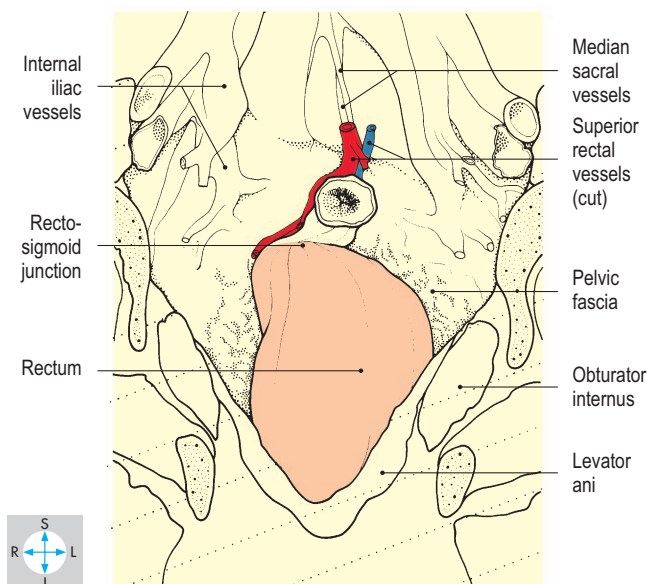 Internal
iliac
vessels
Recto-
sigmoid
junction
Rectum
Median
sacral
vessels
Superior
rectal
vessels
(cut)
Pelvic
fascia
Obturator
internus
Levator
ani
S
R L
I